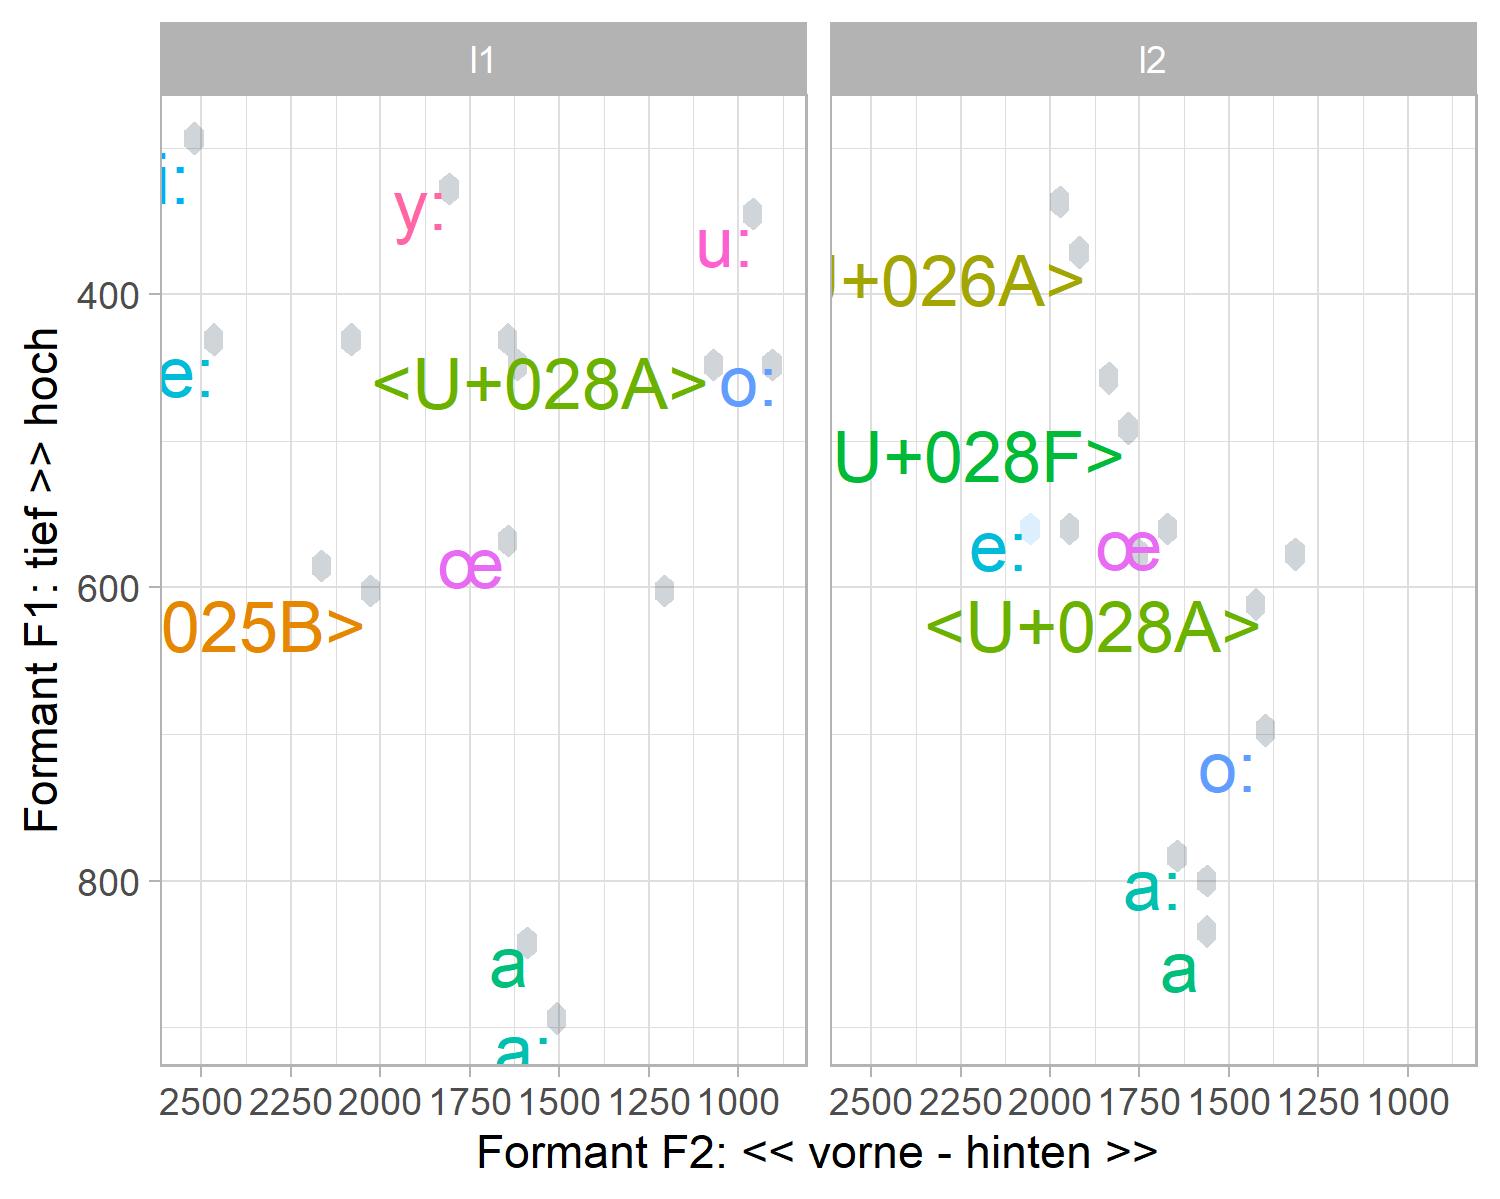 l1
l2
i:
y:
u:
e:
<U+028A>
o:
œ
025B>
a
a:
+026A>
U+028F>
e:
œ
<U+028A>
o:
a:
a
400
600
800
2500 2250 2000 1750 1500 1250 1000
2500 2250 2000 1750 1500 1250 1000
Formant F1: tief >> hoch
Formant F2: << vorne - hinten >>